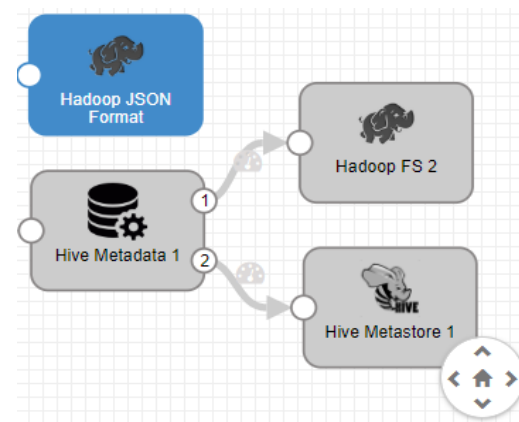 Hadoop JSON
Format
Hadoop FS 2
1
Hive Metadata 1
2
HIVE
Hive Metastore 1